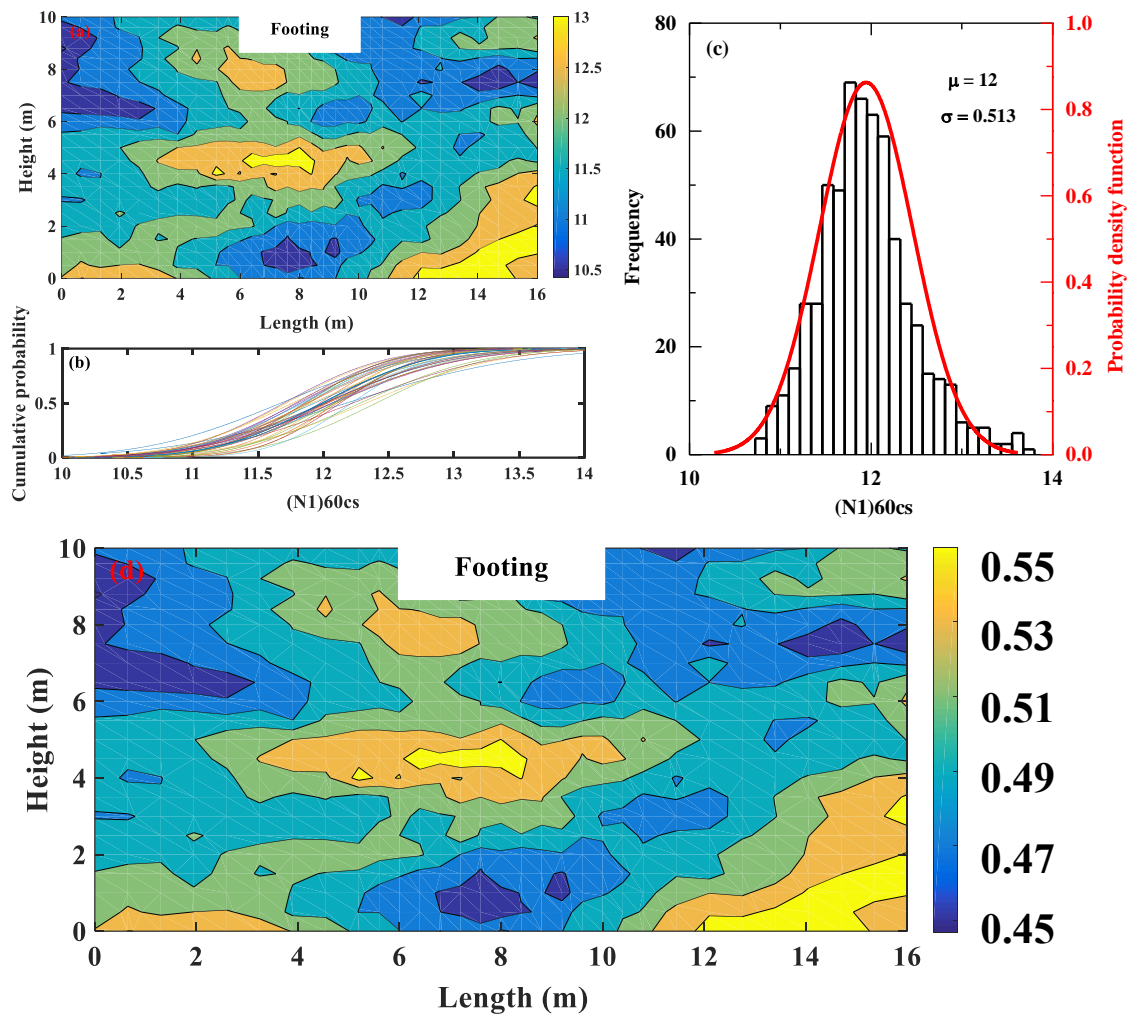 (a)
Footing
10
8
6
4
2
0
Height (m)
0 2 4 6 8 10 12 14 16
Length (m)
13
12.5
12
11.5
11
10.5
(b)
Cumulative probability
1
0.5
0
10 10.5 11 11.5 12 12.5 13 13.5 14
(N1)60cs
(c)
μ = 12
σ = 0.513
Frequency
80
60
40
20
0
10 12 14
(N1)60cs
1.0
0.8
0.6
0.4
0.2
0.0
Probability density function
(d)
Footing
10
8
6
4
2
0
Height (m)
0 2 4 6 8 10 12 14 16
Length (m)
0.55
0.53
0.51
0.49
0.47
0.45